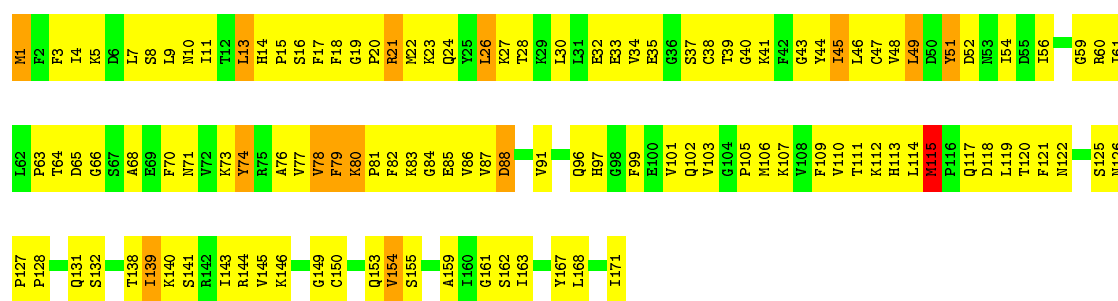 M1 F2 F3 I4 K5 D6 L7 S8 L9 N10 I11 T12 L13 H14 P15 S16 F17 F18 G19 P20 R21 M22 K23 Q24 Y25 L26 K27 T28 K29 L30 L31 E32 E33 V34 E35 G36 S37 C38 T39 G40 K41 F42 G43 Y44 I45 L46 C47 V48 L49 D50 Y51 D52 N53 I54 D55 I56 G59 R60 I61
L62 P63 T64 D65 G66 S67 A68 E69 F70 N71 V72 K73 Y74 R75 A76 V77 V78 F79 K80 P81 F82 K83 G84 E85 V86 V87 D88 V91 Q96 H97 G98 F99 E100 V101 Q102 V103 G104 P105 M106 K107 V108 F109 V110 T111 K112 H113 L114 M115 P116 Q117 D118 L119 T120 F121 N122 S125 N126
P127 P128 Q131 S132 T138 I139 K140 S141 R142 I143 R144 V145 K146 G149 C150 Q153 V154 S155 A159 I160 G161 S162 I163 Y167 L168 I171